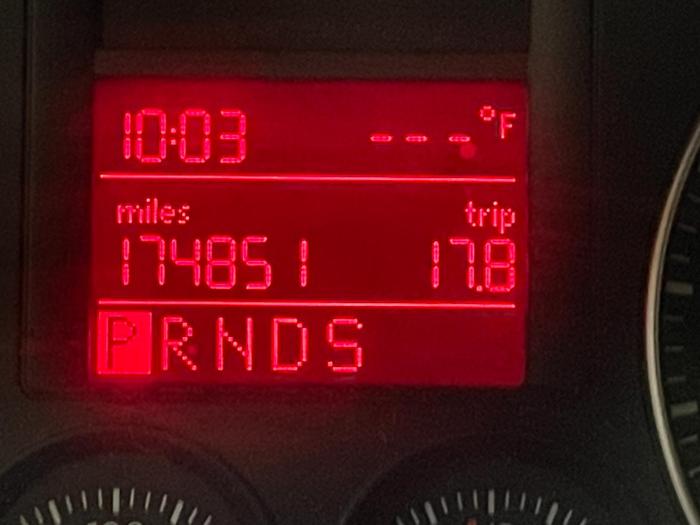 10:03 ---°F
miles trip
174851 17.8
PRNDS